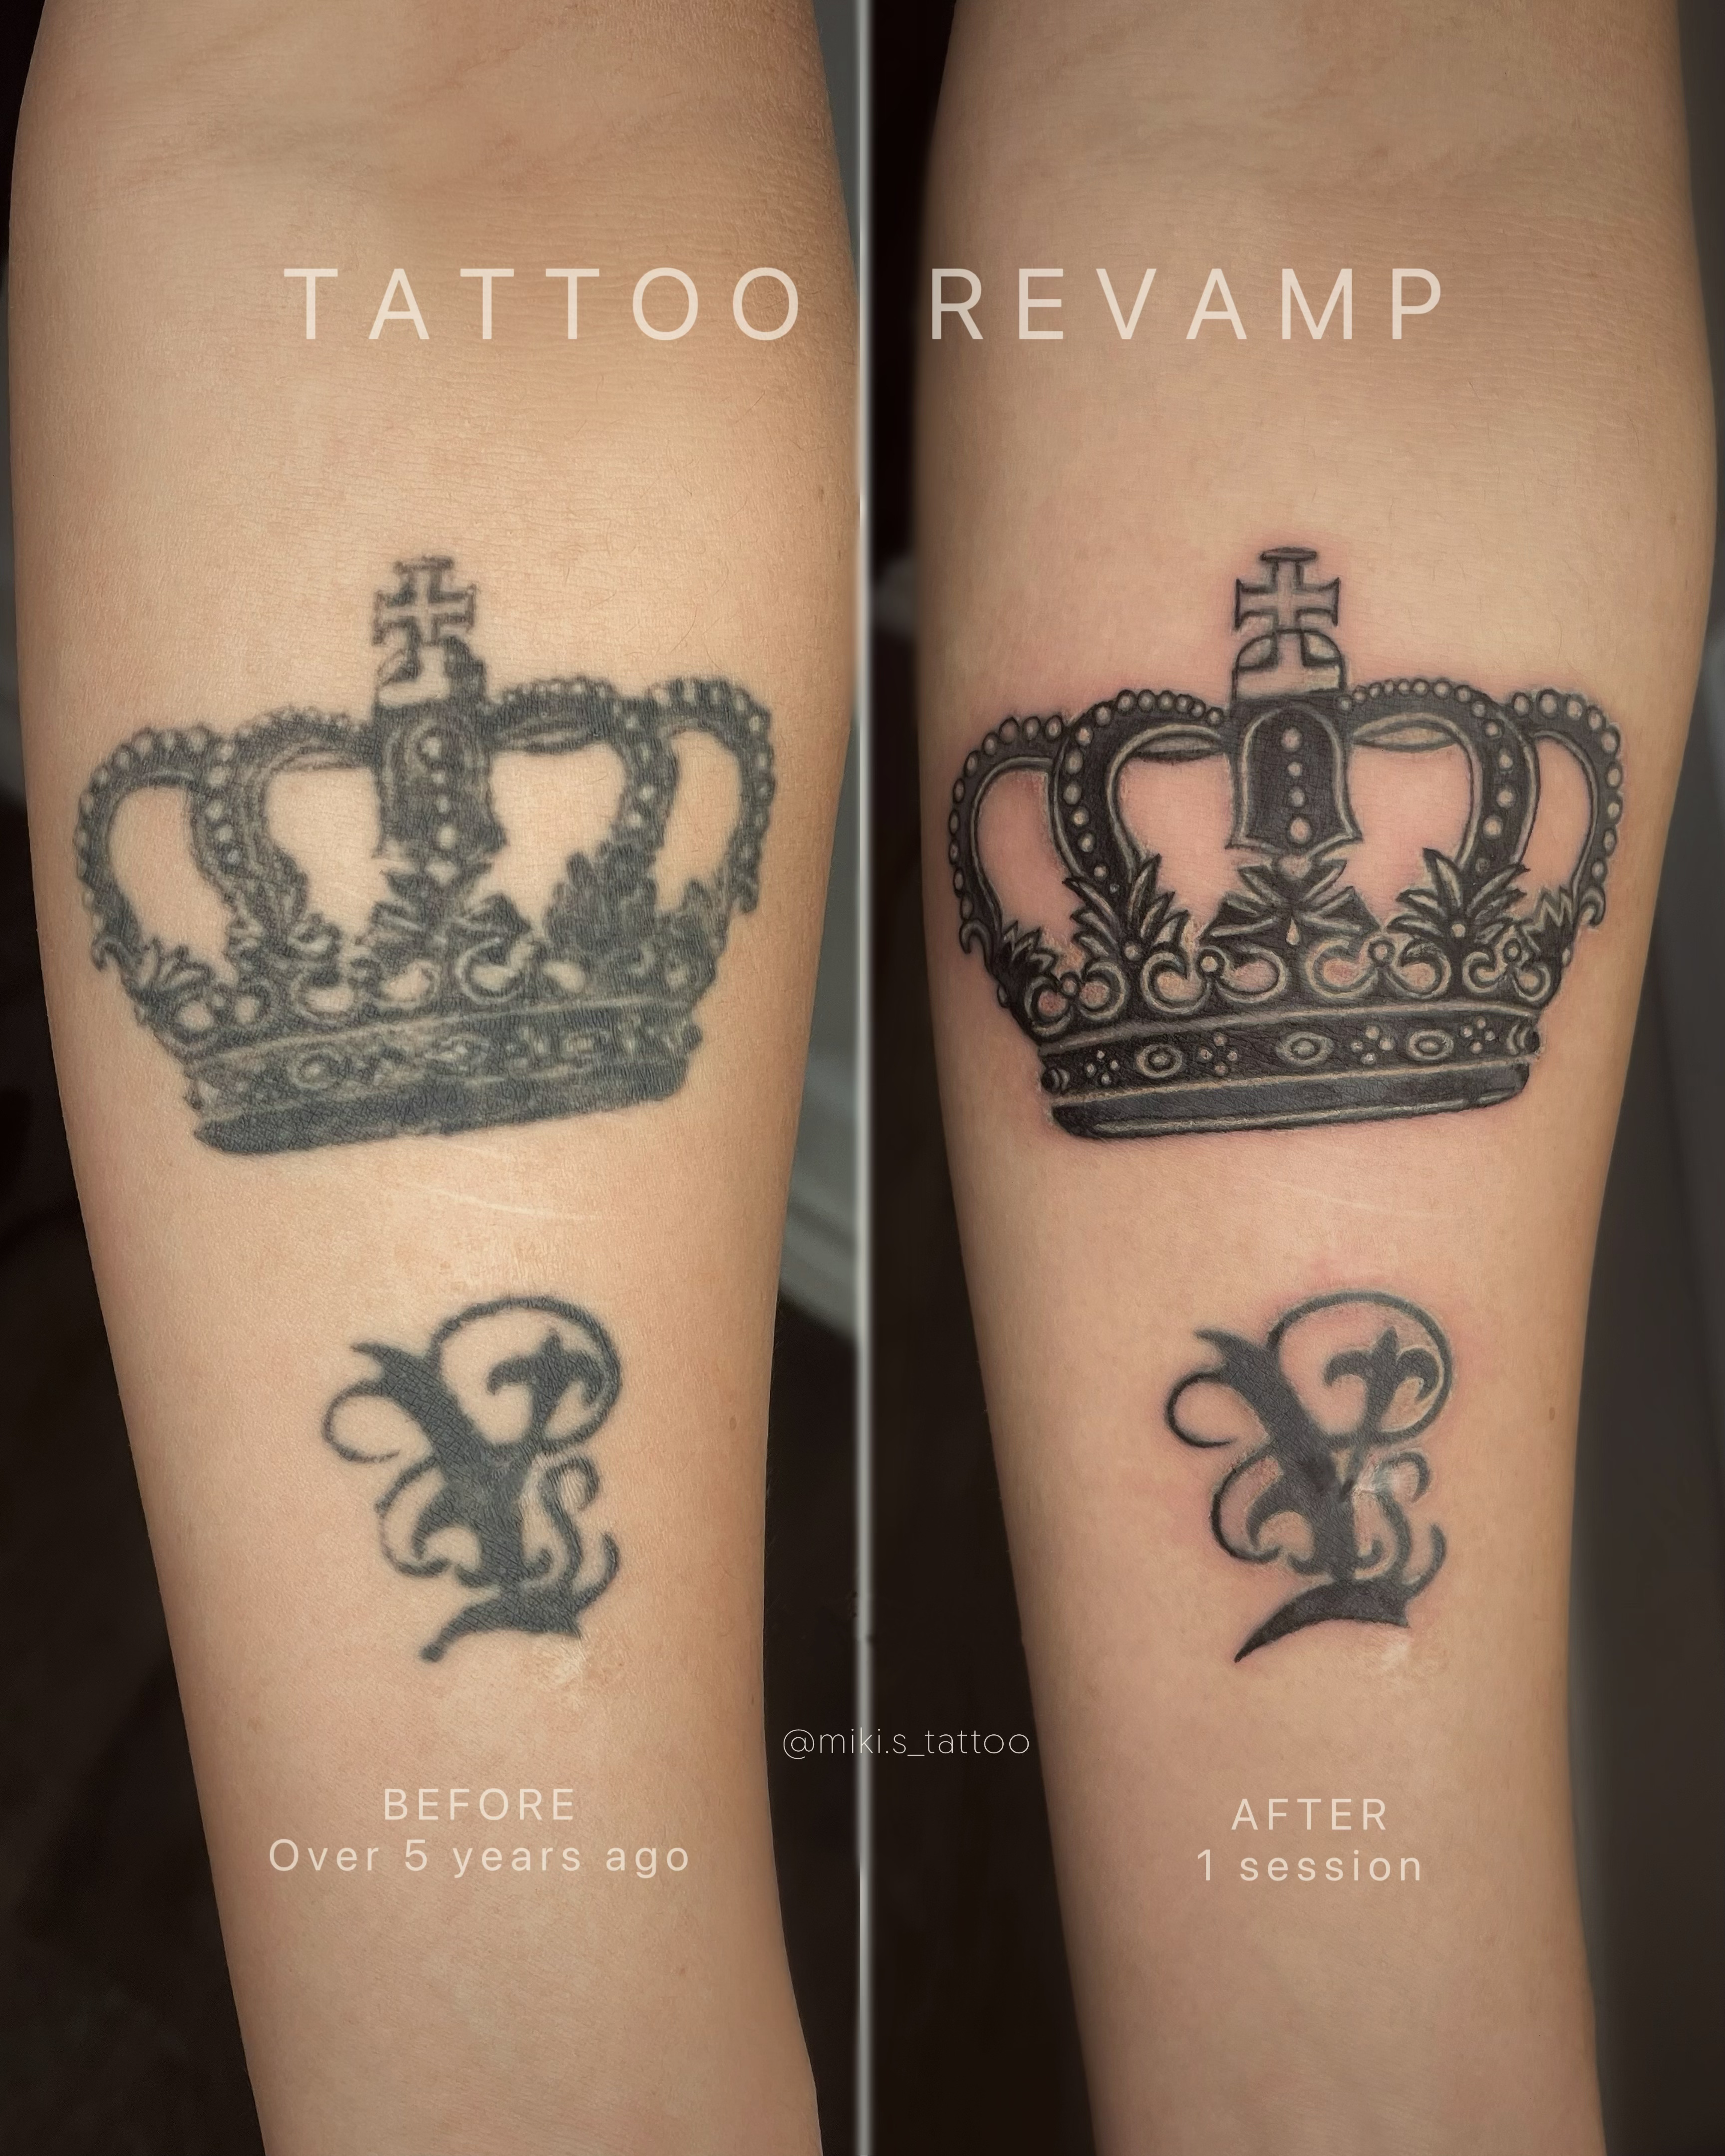 TATTOO REVAMP
@miki.s_tattoo
BEFORE
Over 5 years ago
AFTER
1 session